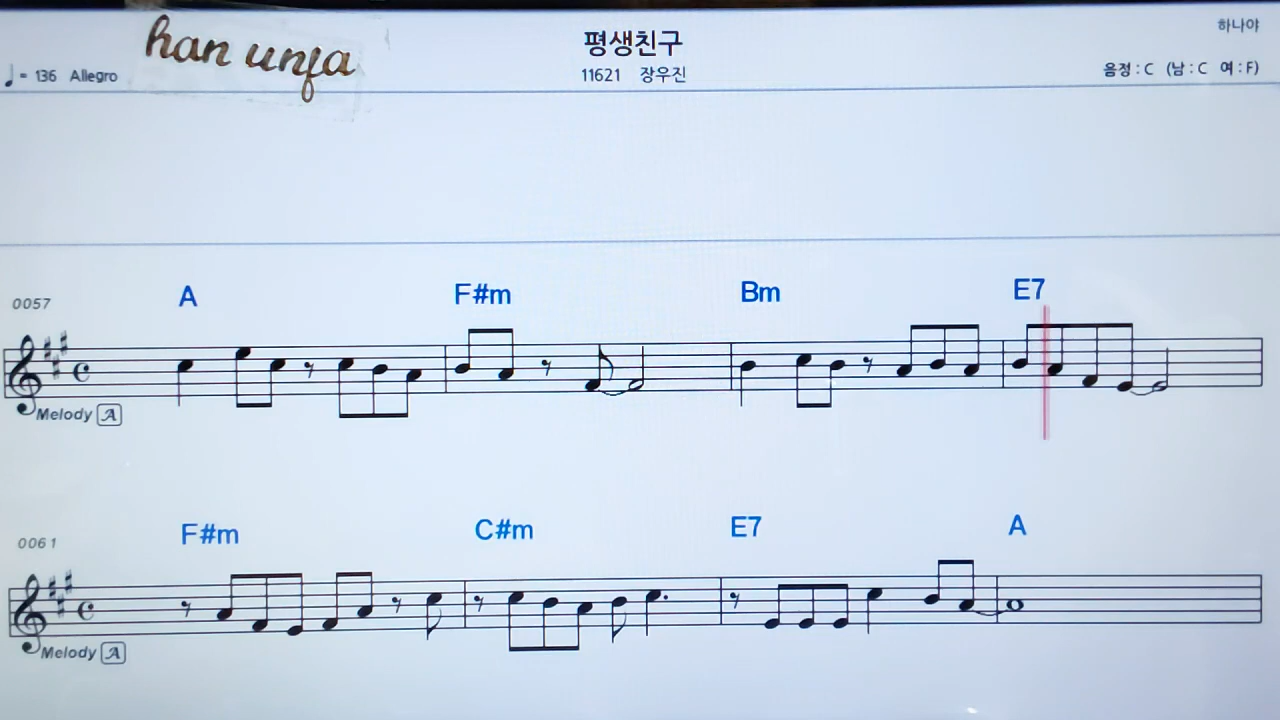 han unja
평생친구
하나야
♩= 136 Allegro
11621 장우진
음정 : C (남 : C 여 : F)
A F#m Bm E7
0057
Melody A
F#m C#m E7 A
0061
Melody A